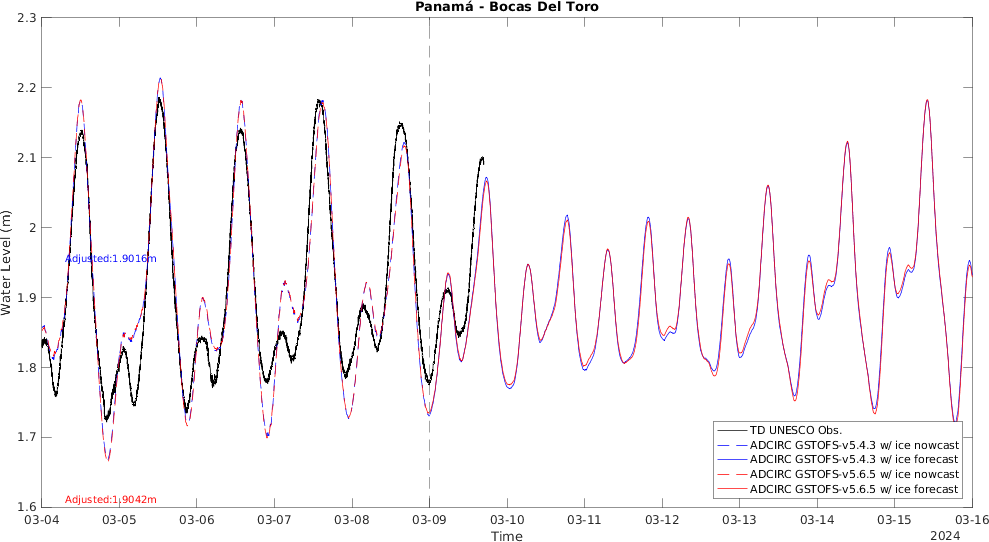 Panamá - Bocas Del Toro
2.3
2.2
2.1
2
1.9
1.8
1.7
1.6
Water Level (m)
Adjusted:1.9016m
Adjusted:1.9042m
TD UNESCO Obs.
ADCIRC GSTOFS-v5.4.3 w/ ice nowcast
ADCIRC GSTOFS-v5.4.3 w/ ice forecast
ADCIRC GSTOFS-v5.6.5 w/ ice nowcast
ADCIRC GSTOFS-v5.6.5 w/ ice forecast
03-04 03-05 03-06 03-07 03-08 03-09 03-10 03-11 03-12 03-13 03-14 03-15 03-16
Time
2024